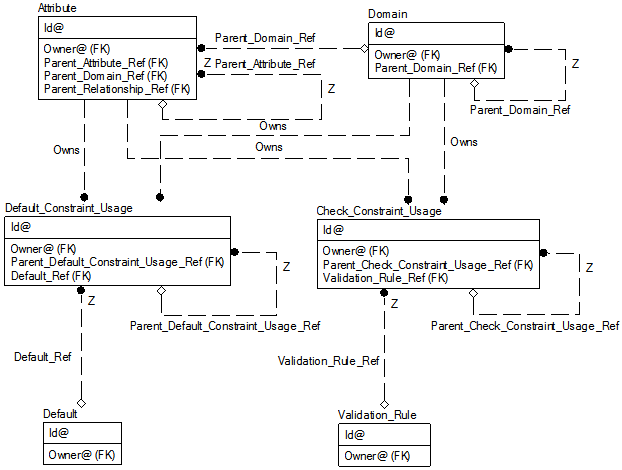 Attribute
Id@
Owner@ (FK)
Parent_Attribute_Ref (FK)
Parent_Domain_Ref (FK)
Parent_Relationship_Ref (FK)
Domain
Id@
Owner@ (FK)
Parent_Domain_Ref (FK)
Parent_Domain_Ref
Z
Parent_Attribute_Ref
Z
Z
Parent_Domain_Ref
Owns
Owns
Owns
Owns
Default_Constraint_Usage
Id@
Owner@ (FK)
Parent_Default_Constraint_Usage_Ref (FK)
Default_Ref (FK)
Z
Z
Parent_Default_Constraint_Usage_Ref
Check_Constraint_Usage
Id@
Owner@ (FK)
Parent_Check_Constraint_Usage_Ref (FK)
Validation_Rule_Ref (FK)
Z
Z
Parent_Check_Constraint_Usage_Ref
Default_Ref
Validation_Rule_Ref
Default
Id@
Owner@ (FK)
Validation_Rule
Id@
Owner@ (FK)